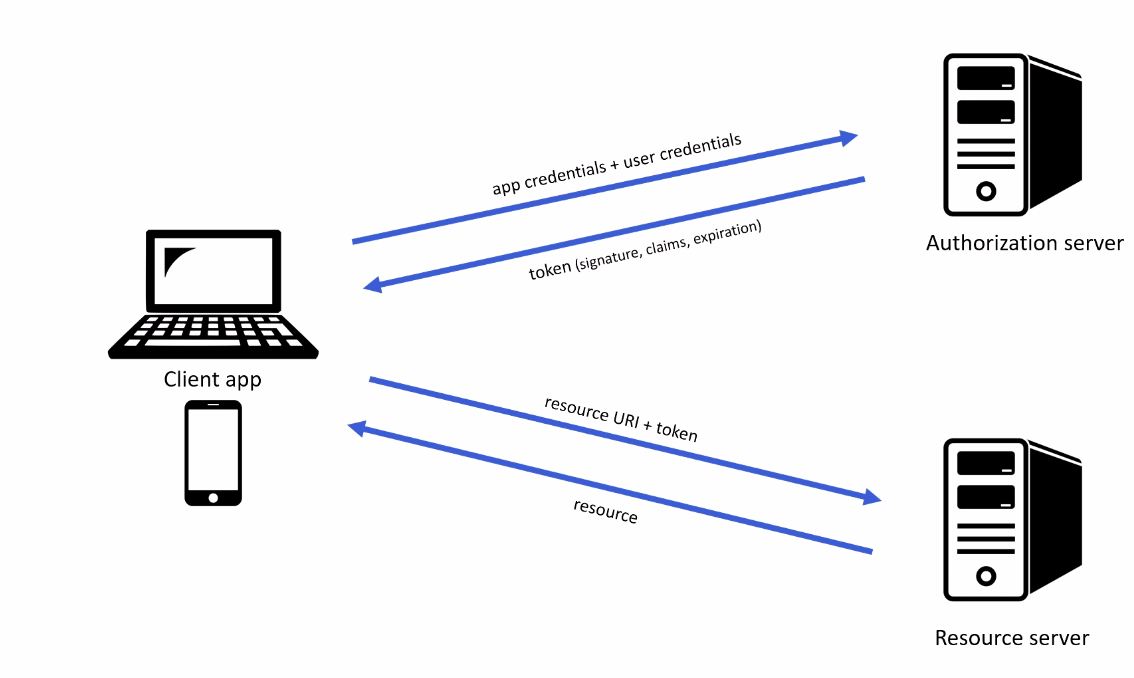 app credentials + user credentials
token (signature, claims, expiration)
Authorization server
Client app
resource URI + token
resource
Resource server